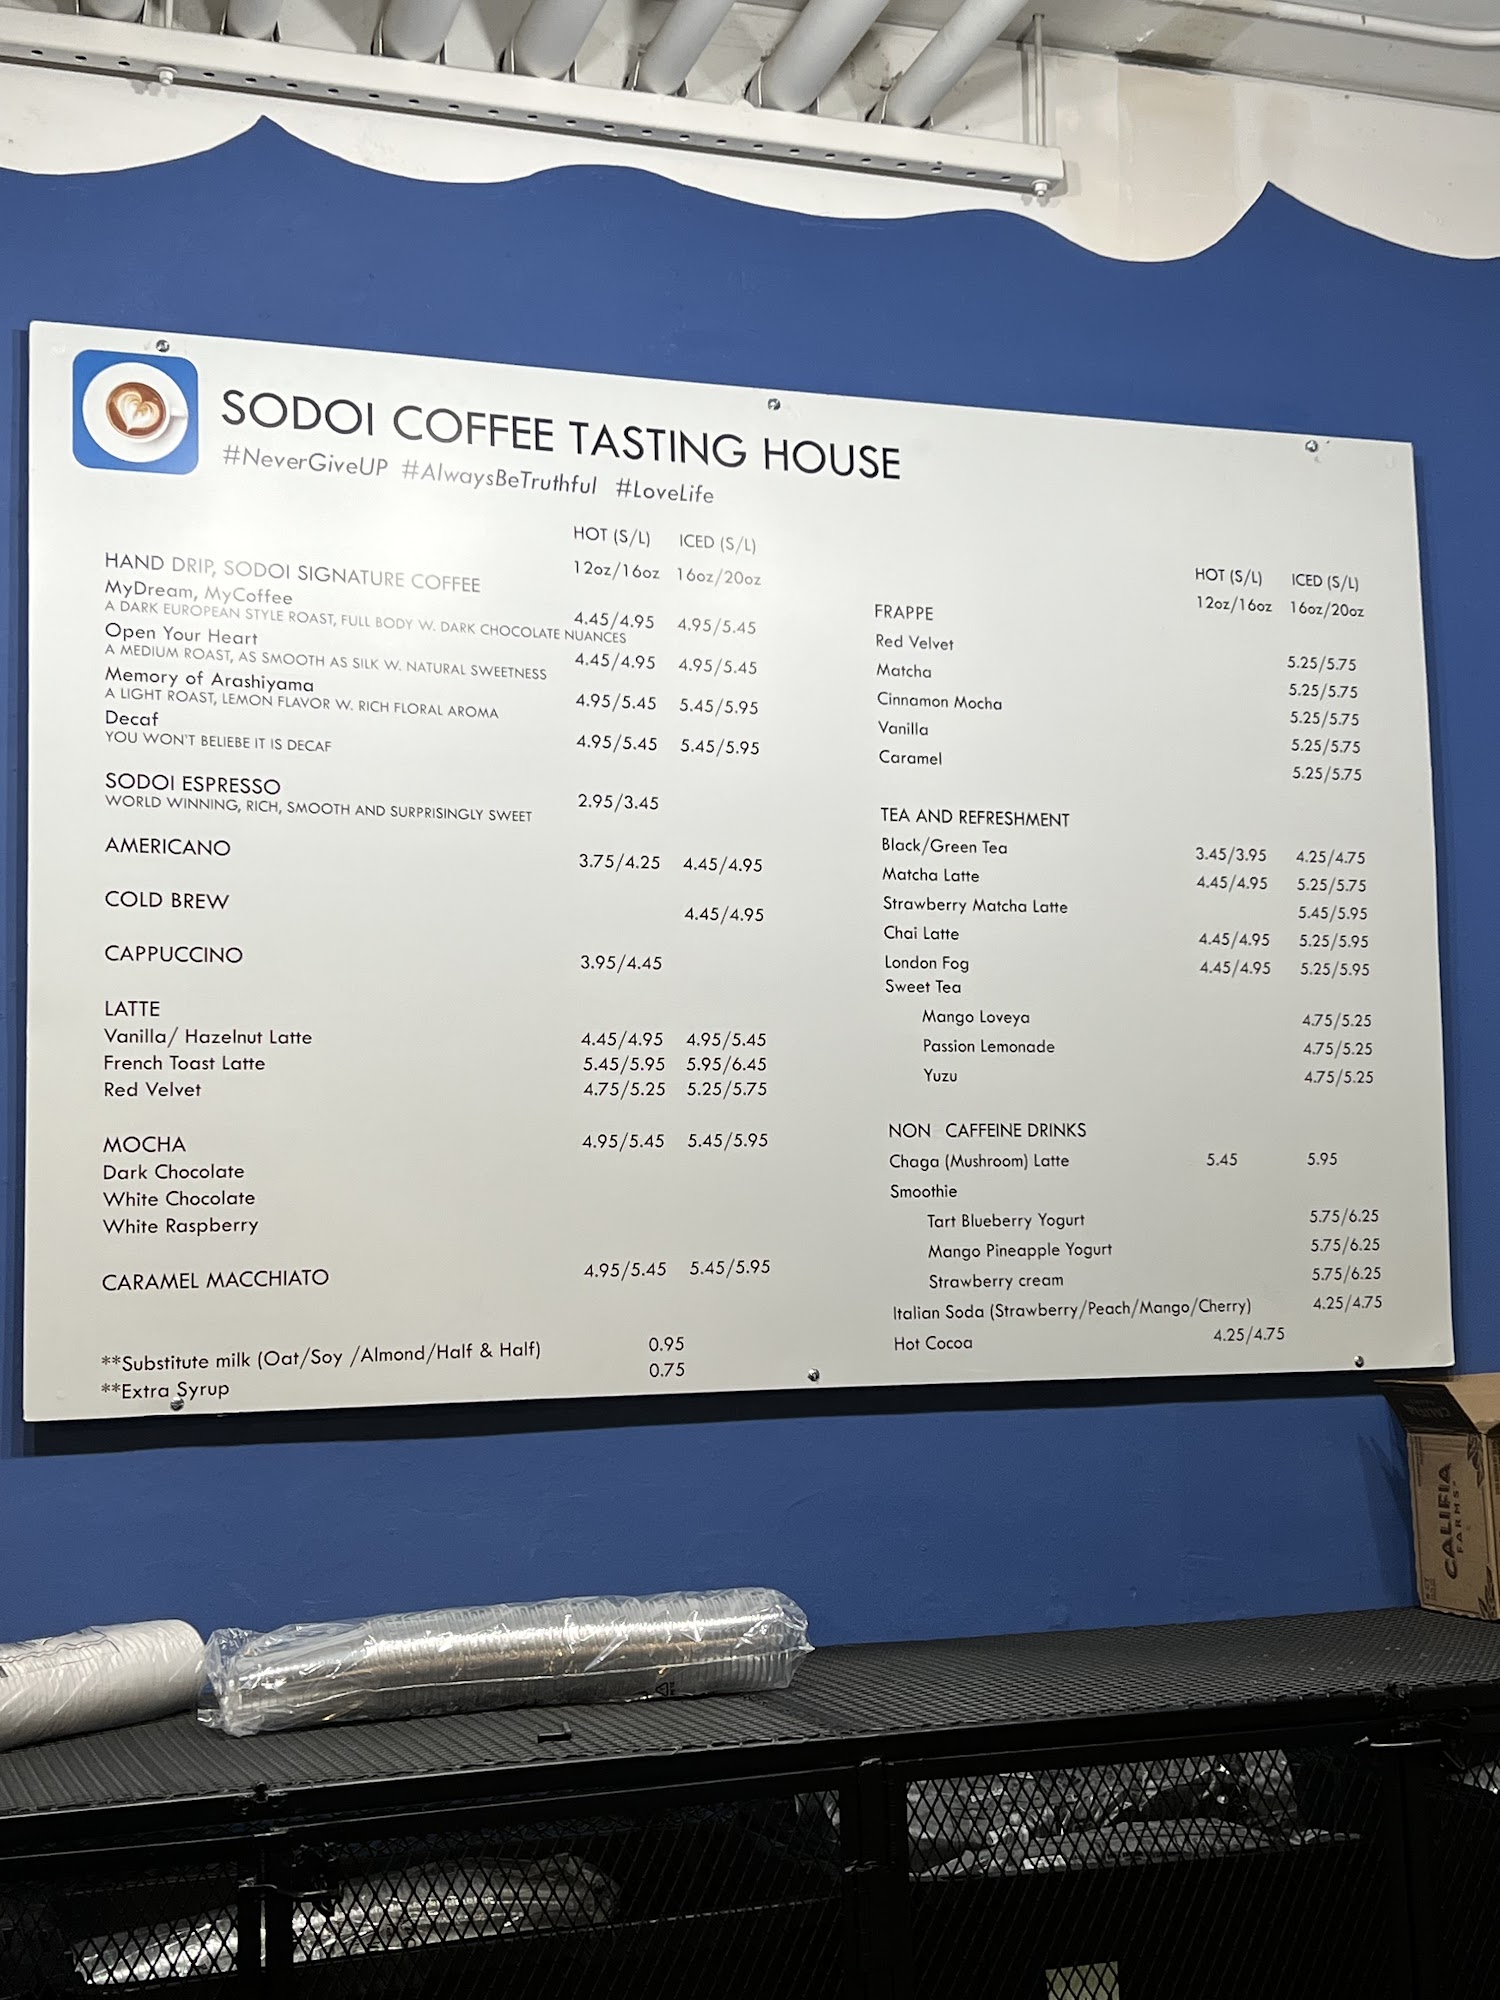 SODOI COFFEE TASTING HOUSE
#NeverGiveUP #AlwaysBeTruthful #LoveLife
HOT (S/L) ICED (S/L)
HAND DRIP, SODOI SIGNATURE COFFEE 12oz/16oz 16oz/20oz
MyDream, MyCoffee 4.45/4.95 4.95/5.45
A DARK EUROPEAN STYLE ROAST, FULL BODY W. DARK CHOCOLATE NUANCES
Open Your Heart 4.45/4.95 4.95/5.45
A MEDIUM ROAST, AS SMOOTH AS SILK W. NATURAL SWEETNESS
Memory of Arashiyama 4.95/5.45 5.45/5.95
A LIGHT ROAST, LEMON FLAVOR W. RICH FLORAL AROMA
Decaf 4.95/5.45 5.45/5.95
YOU WON'T BELIEBE IT IS DECAF
SODOI ESPRESSO 2.95/3.45
WORLD WINNING, RICH, SMOOTH AND SURPRISINGLY SWEET
AMERICANO 3.75/4.25 4.45/4.95
COLD BREW 4.45/4.95
CAPPUCCINO 3.95/4.45
LATTE
Vanilla/ Hazelnut Latte 4.45/4.95 4.95/5.45
French Toast Latte 5.45/5.95 5.95/6.45
Red Velvet 4.75/5.25 5.25/5.75
MOCHA 4.95/5.45 5.45/5.95
Dark Chocolate
White Chocolate
White Raspberry
CARAMEL MACCHIATO 4.95/5.45 5.45/5.95
**Substitute milk (Oat/Soy /Almond/Half & Half) 0.95
**Extra Syrup 0.75
HOT (S/L) ICED (S/L)
12oz/16oz 16oz/20oz
FRAPPE
Red Velvet 5.25/5.75
Matcha 5.25/5.75
Cinnamon Mocha 5.25/5.75
Vanilla 5.25/5.75
Caramel 5.25/5.75
TEA AND REFRESHMENT
Black/Green Tea 3.45/3.95 4.25/4.75
Matcha Latte 4.45/4.95 5.25/5.75
Strawberry Matcha Latte 5.45/5.95
Chai Latte 4.45/4.95 5.25/5.95
London Fog 4.45/4.95 5.25/5.95
Sweet Tea
Mango Loveya 4.75/5.25
Passion Lemonade 4.75/5.25
Yuzu 4.75/5.25
NON CAFFEINE DRINKS
Chaga (Mushroom) Latte 5.45 5.95
Smoothie
Tart Blueberry Yogurt 5.75/6.25
Mango Pineapple Yogurt 5.75/6.25
Strawberry cream 5.75/6.25
Italian Soda (Strawberry/Peach/Mango/Cherry) 4.25/4.75
Hot Cocoa 4.25/4.75
CALIFIA
FARMS